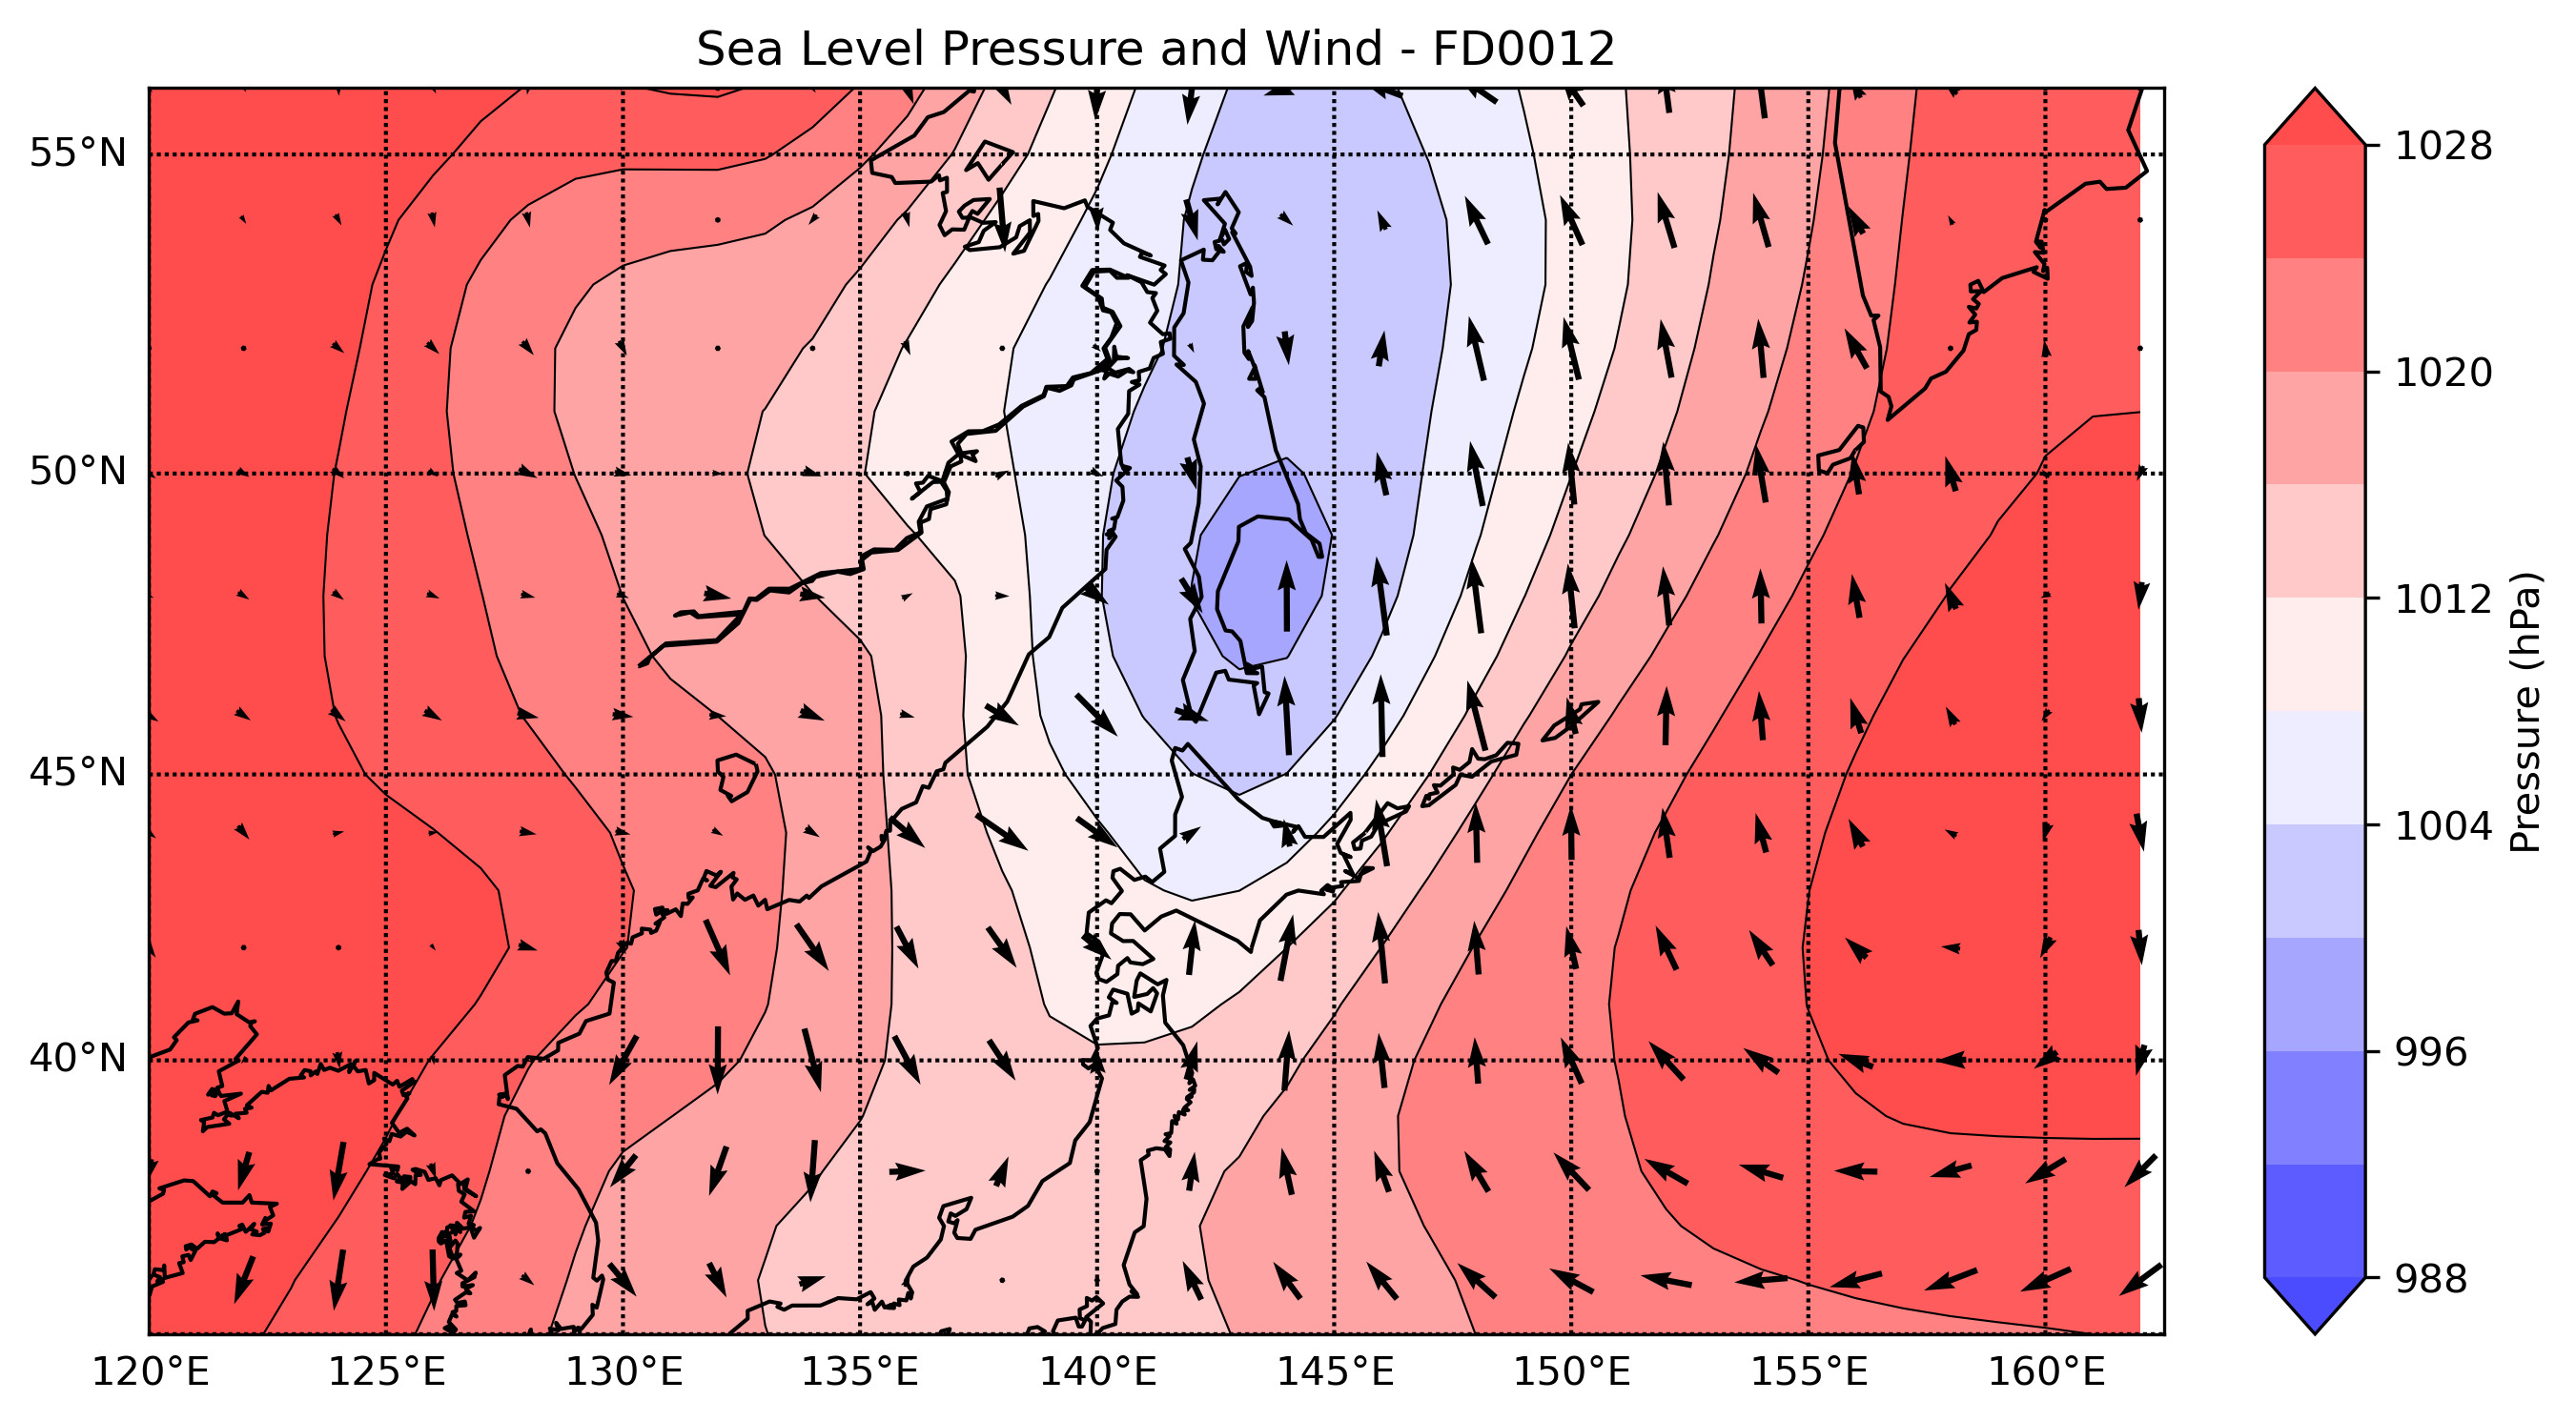 Sea Level Pressure and Wind - FD0012
55°N
50°N
45°N
40°N
120°E 125°E 130°E 135°E 140°E 145°E 150°E 155°E 160°E
1028
1020
1012
1004
996
988
Pressure (hPa)